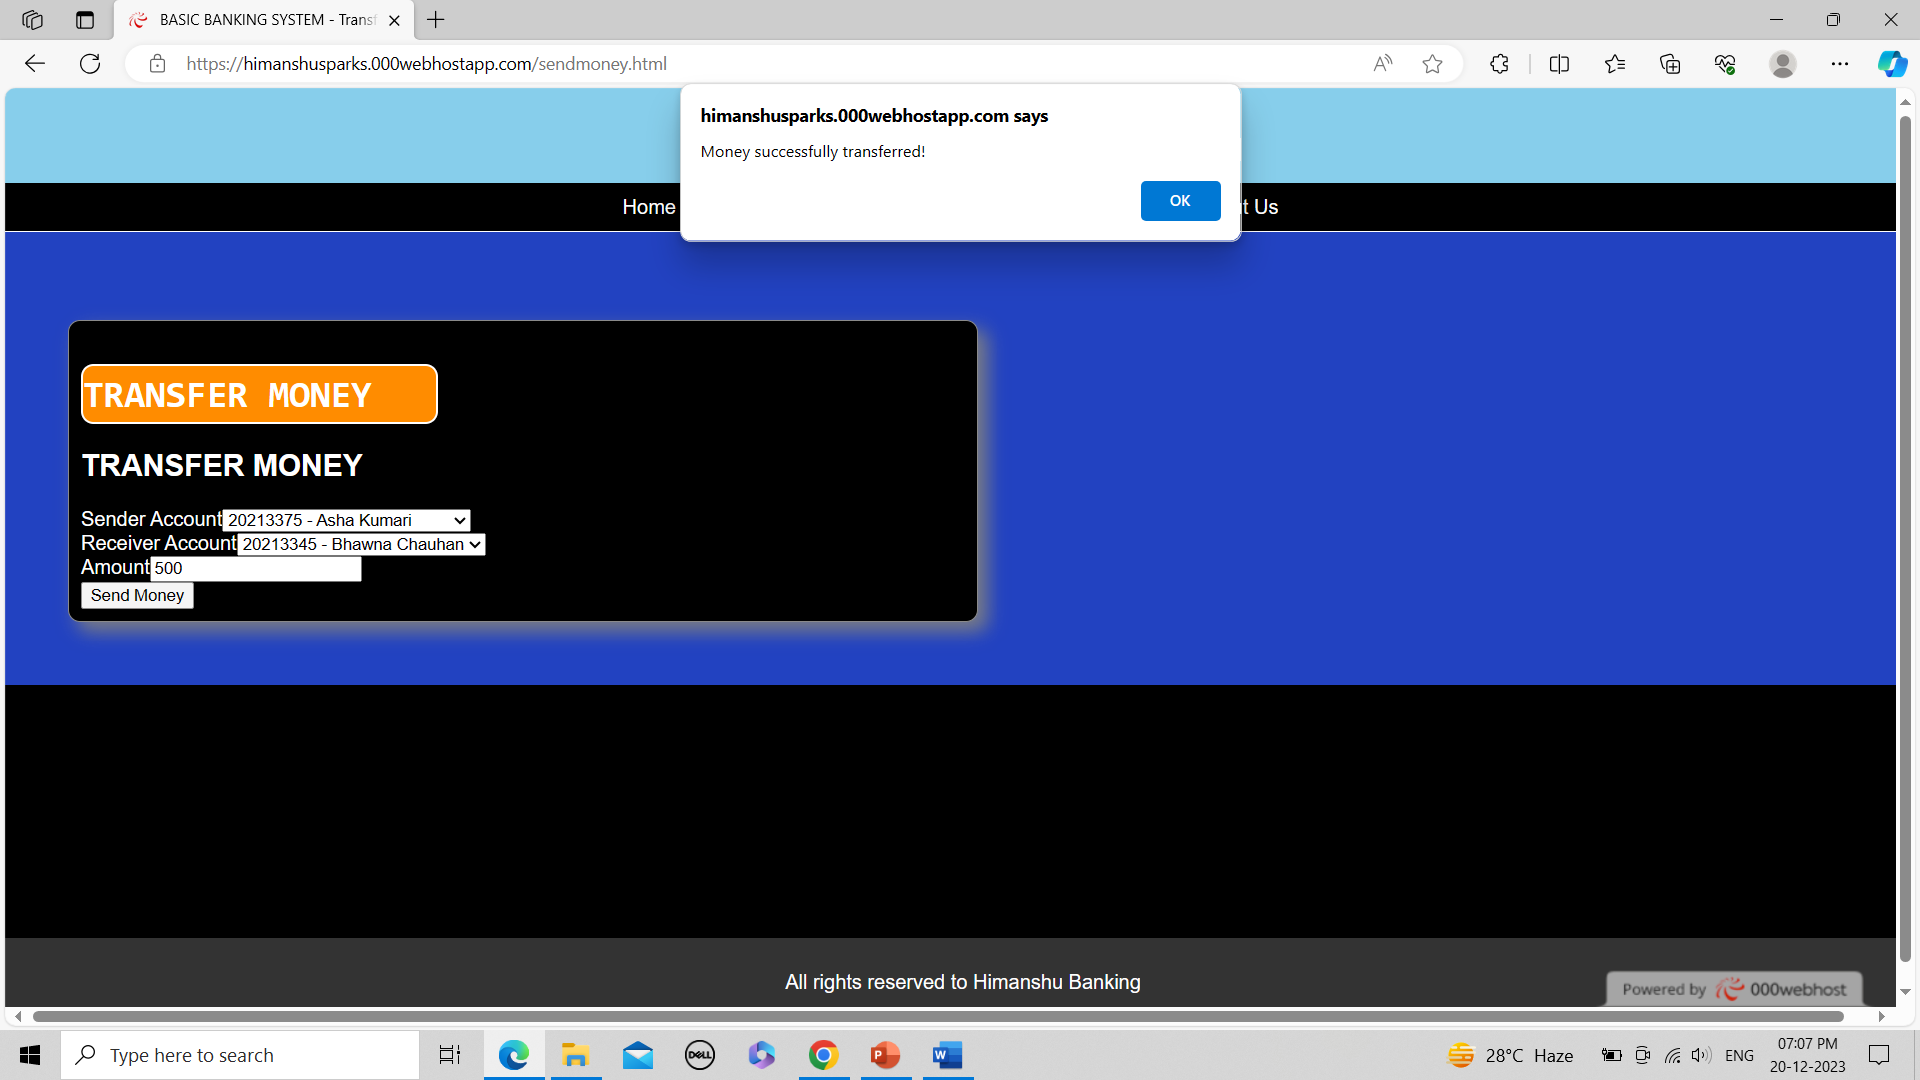 BASIC BANKING SYSTEM - Transf
https://himanshusparks.000webhostapp.com/sendmoney.html
himanshusparks.000webhostapp.com says
Money successfully transferred!
OK
Home
t Us
TRANSFER MONEY
TRANSFER MONEY
Sender Account 20213375 - Asha Kumari
Receiver Account 20213345 - Bhawna Chauhan
Amount 500
Send Money
All rights reserved to Himanshu Banking
Powered by 000webhost
Type here to search
DELL
P
W
28°C Haze
ENG
07:07 PM
20-12-2023